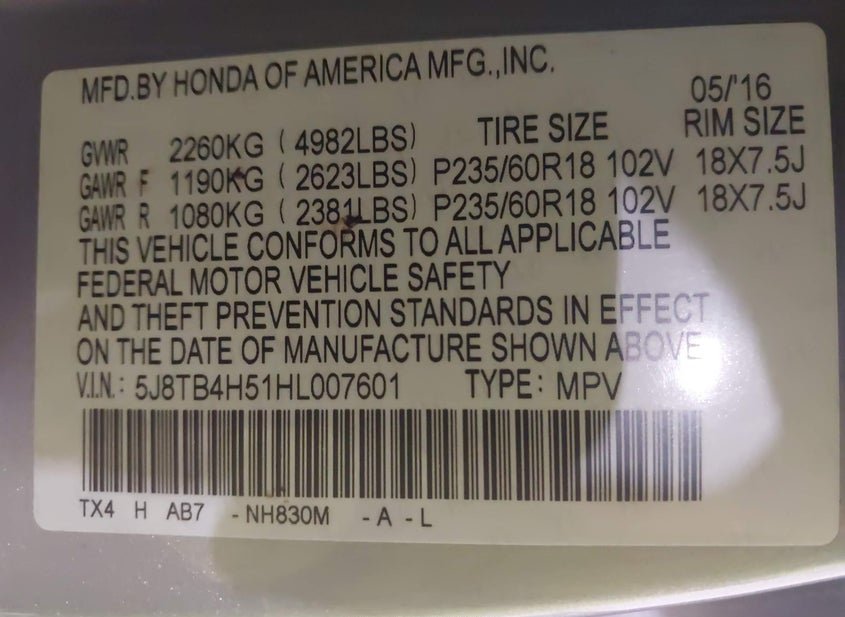 MFD.BY HONDA OF AMERICA MFG.,INC.
05/'16
TIRE SIZE RIM SIZE
GVWR 2260KG ( 4982LBS)
GAWR F 1190KG ( 2623LBS) P235/60R18 102V 18X7.5J
GAWR R 1080KG ( 2381LBS) P235/60R18 102V 18X7.5J
THIS VEHICLE CONFORMS TO ALL APPLICABLE
FEDERAL MOTOR VEHICLE SAFETY
AND THEFT PREVENTION STANDARDS IN EFFECT
ON THE DATE OF MANUFACTURE SHOWN ABOVE
V.I.N.: 5J8TB4H51HL007601 TYPE: MPV
TX4 H AB7 - NH830M - A - L